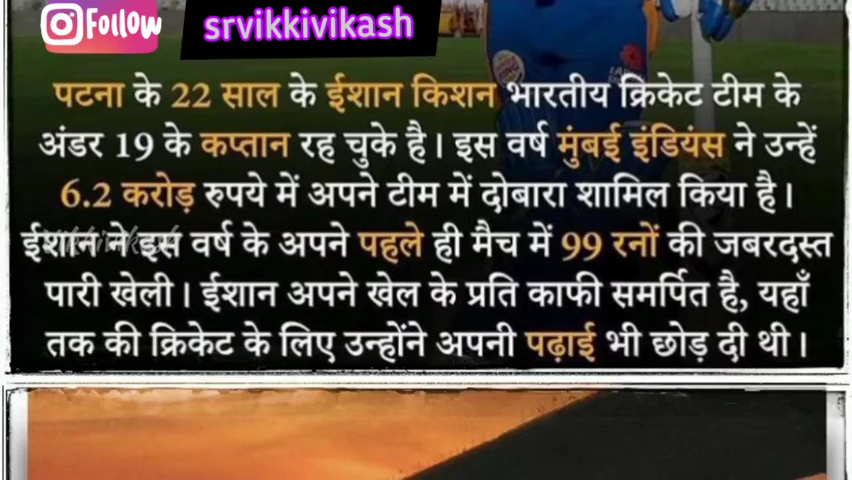 Follow
srvikkivikash
पटना के 22 साल के ईशान किशन भारतीय क्रिकेट टीम के
अंडर 19 के कप्तान रह चुके है। इस वर्ष मुंबई इंडियंस ने उन्हें
6.2 करोड़ रुपये में अपने टीम में दोबारा शामिल किया है।
ईशान ने इस वर्ष के अपने पहले ही मैच में 99 रनों की जबरदस्त
पारी खेली। ईशान अपने खेल के प्रति काफी समर्पित है, यहाँ
तक की क्रिकेट के लिए उन्होंने अपनी पढ़ाई भी छोड़ दी थी।